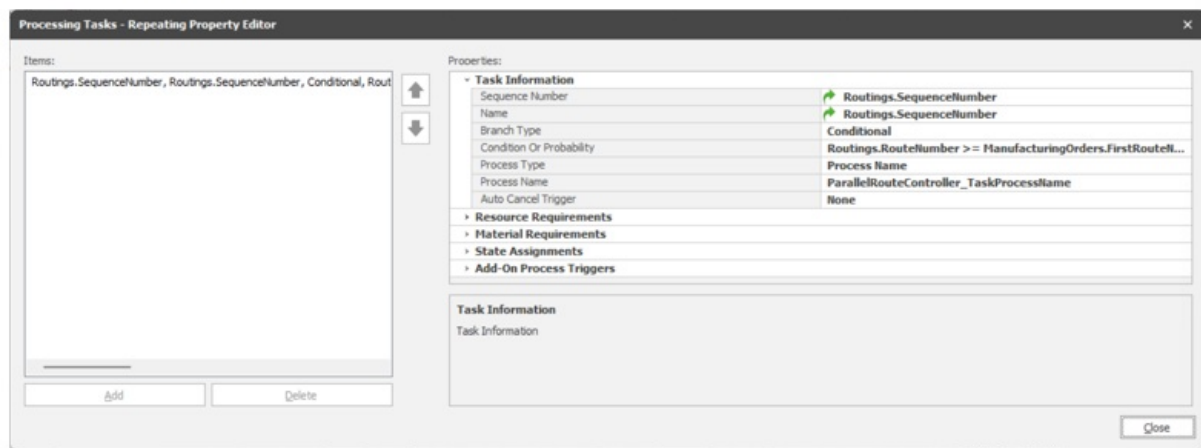 Processing Tasks - Repeating Property Editor
Items:
Properties:
Routings.SequenceNumber, Routings.SequenceNumber, Conditional, Rout
Task Information
Sequence Number Routings.SequenceNumber
Name Routings.SequenceNumber
Branch Type Conditional
Condition Or Probability Routings.RouteNumber >= ManufacturingOrders.FirstRouteN...
Process Type Process Name
Process Name ParallelRouteController_TaskProcessName
Auto Cancel Trigger None
Resource Requirements
Material Requirements
State Assignments
Add-On Process Triggers
Task Information
Task Information
Add
Delete
Close